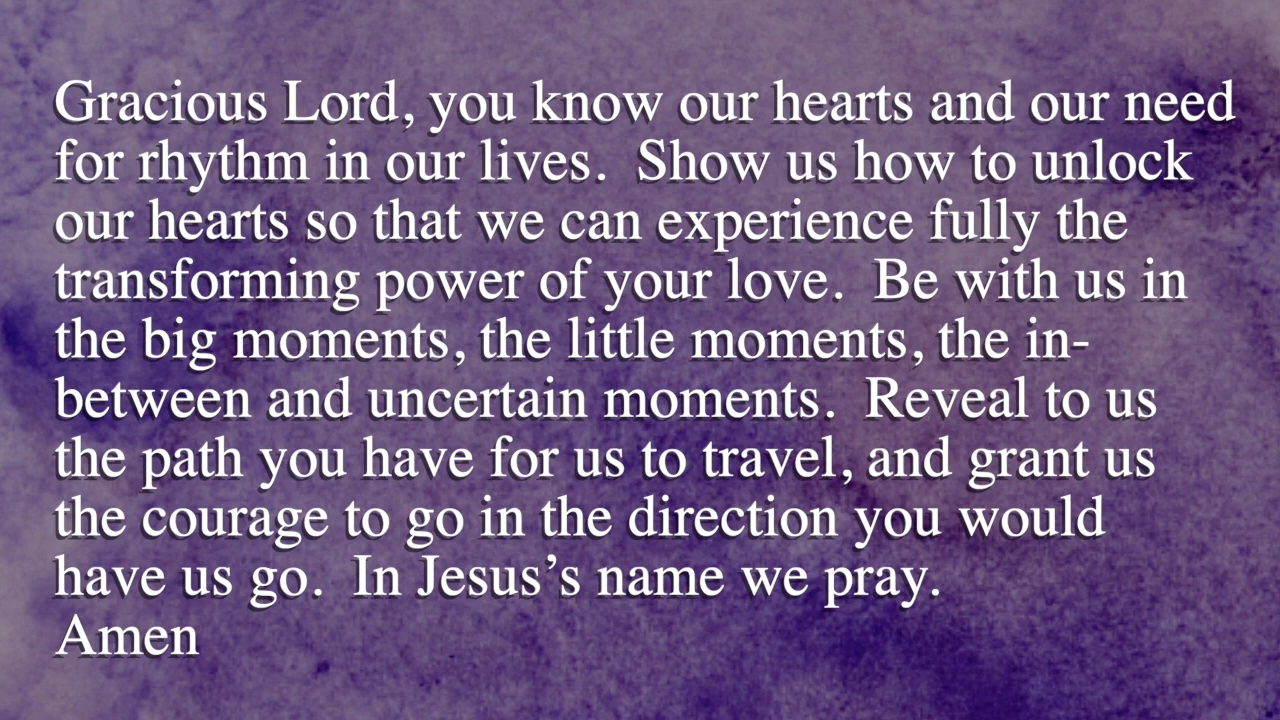 Gracious Lord, you know our hearts and our need
for rhythm in our lives.  Show us how to unlock
our hearts so that we can experience fully the
transforming power of your love.  Be with us in
the big moments, the little moments, the in-
between and uncertain moments.  Reveal to us
the path you have for us to travel, and grant us
the courage to go in the direction you would
have us go.  In Jesus’s name we pray.
Amen